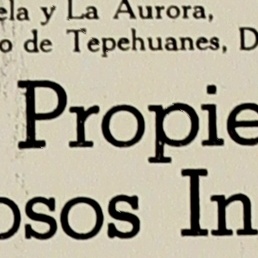 ela y La Aurora,
o de Tepehuanes, D
Propie
osos In